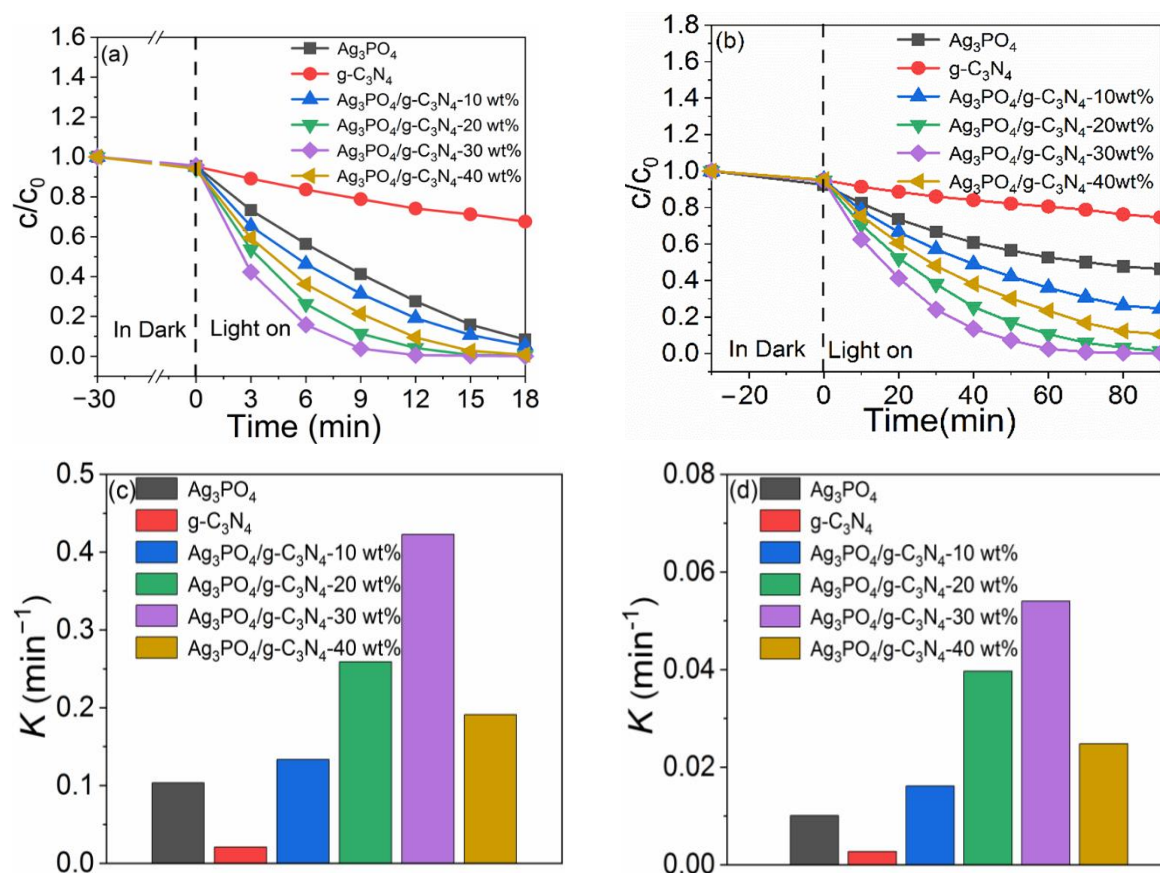 (a)
Ag₃PO₄
g-C₃N₄
Ag₃PO₄/g-C₃N₄-10 wt%
Ag₃PO₄/g-C₃N₄-20 wt%
Ag₃PO₄/g-C₃N₄-30 wt%
Ag₃PO₄/g-C₃N₄-40 wt%
1.6
1.4
1.2
1.0
0.8
0.6
0.4
0.2
0.0
c/c₀
In Dark
Light on
−30 0 3 6 9 12 15 18
Time (min)
(b)
Ag₃PO₄
g-C₃N₄
Ag₃PO₄/g-C₃N₄-10wt%
Ag₃PO₄/g-C₃N₄-20wt%
Ag₃PO₄/g-C₃N₄-30wt%
Ag₃PO₄/g-C₃N₄-40wt%
1.8
1.6
1.4
1.2
1.0
0.8
0.6
0.4
0.2
0.0
c/c₀
In Dark
Light on
−20 0 20 40 60 80
Time(min)
(c)
Ag₃PO₄
g-C₃N₄
Ag₃PO₄/g-C₃N₄-10 wt%
Ag₃PO₄/g-C₃N₄-20 wt%
Ag₃PO₄/g-C₃N₄-30 wt%
Ag₃PO₄/g-C₃N₄-40 wt%
0.5
0.4
0.3
0.2
0.1
0.0
K (min⁻¹)
(d)
Ag₃PO₄
g-C₃N₄
Ag₃PO₄/g-C₃N₄-10 wt%
Ag₃PO₄/g-C₃N₄-20 wt%
Ag₃PO₄/g-C₃N₄-30 wt%
Ag₃PO₄/g-C₃N₄-40 wt%
0.08
0.06
0.04
0.02
0.00
K (min⁻¹)